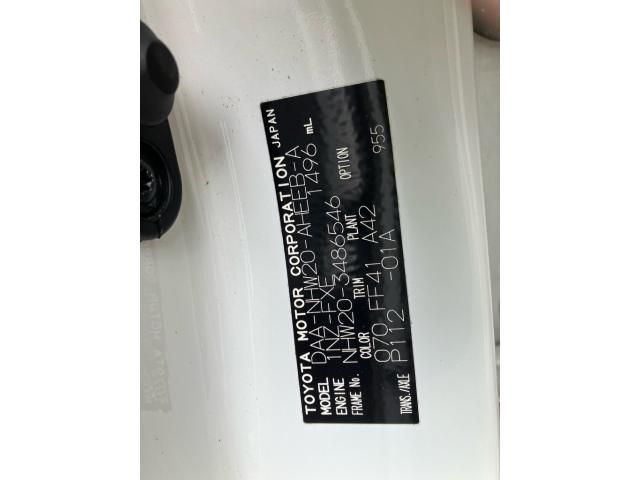 TOYOTA MOTOR CORPORATION JAPAN
MODEL DAA-NHW20-AHEEB-A
ENGINE 1NZ-FXE 1496 mL
FRAME No. NHW20-3486546
COLOR TRIM PLANT OPTION
070 FF41 A42 955
TRANS./AXLE P112 -01A